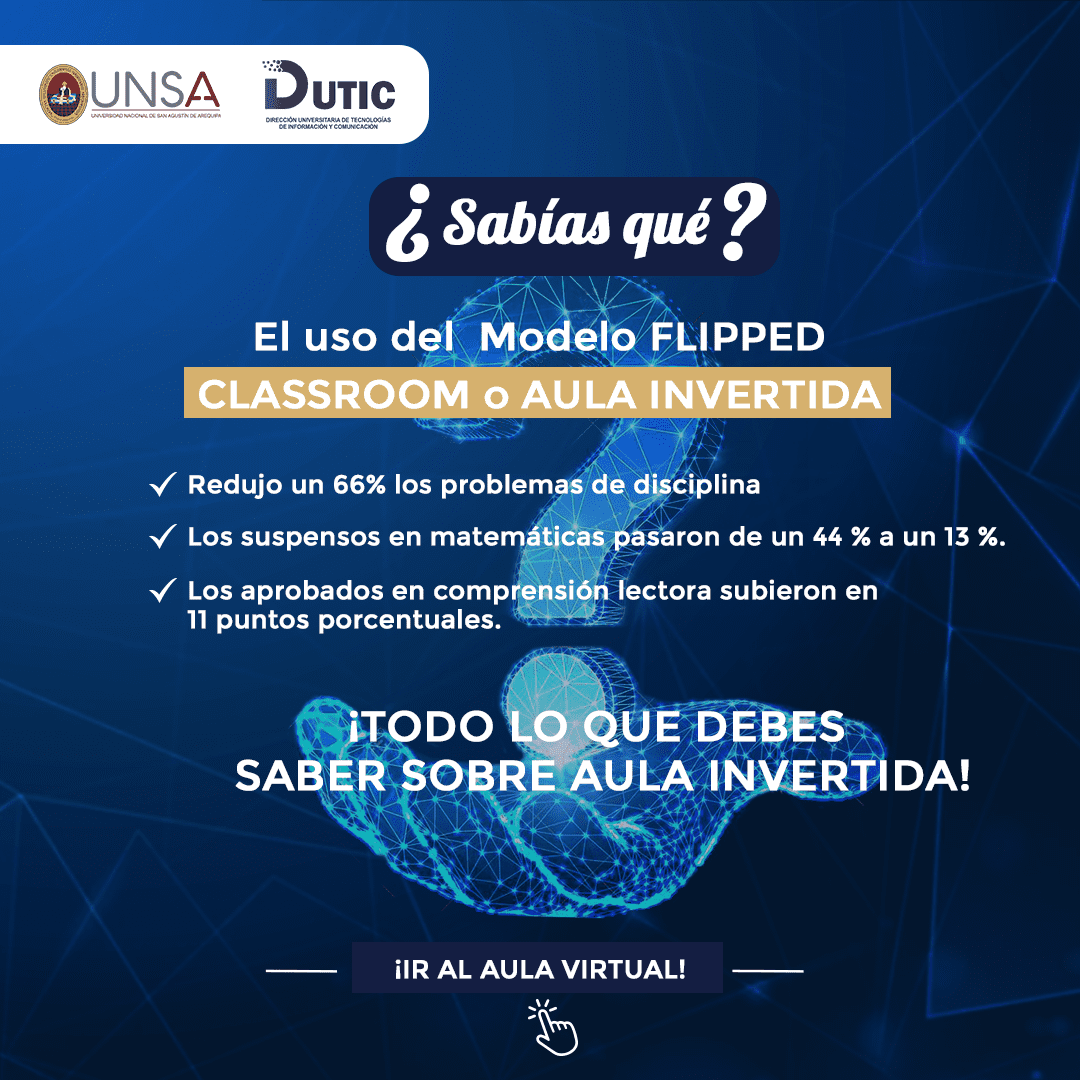 UNSA
UNIVERSIDAD NACIONAL DE SAN AGUSTÍN DE AREQUIPA
DUTIC
DIRECCIÓN UNIVERSITARIA DE TECNOLOGÍAS
DE INFORMACIÓN Y COMUNICACIÓN
¿Sabías qué?
El uso del Modelo FLIPPED
CLASSROOM o AULA INVERTIDA
Redujo un 66% los problemas de disciplina
Los suspensos en matemáticas pasaron de un 44 % a un 13 %.
Los aprobados en comprensión lectora subieron en
11 puntos porcentuales.
¡TODO LO QUE DEBES
SABER SOBRE AULA INVERTIDA!
¡IR AL AULA VIRTUAL!